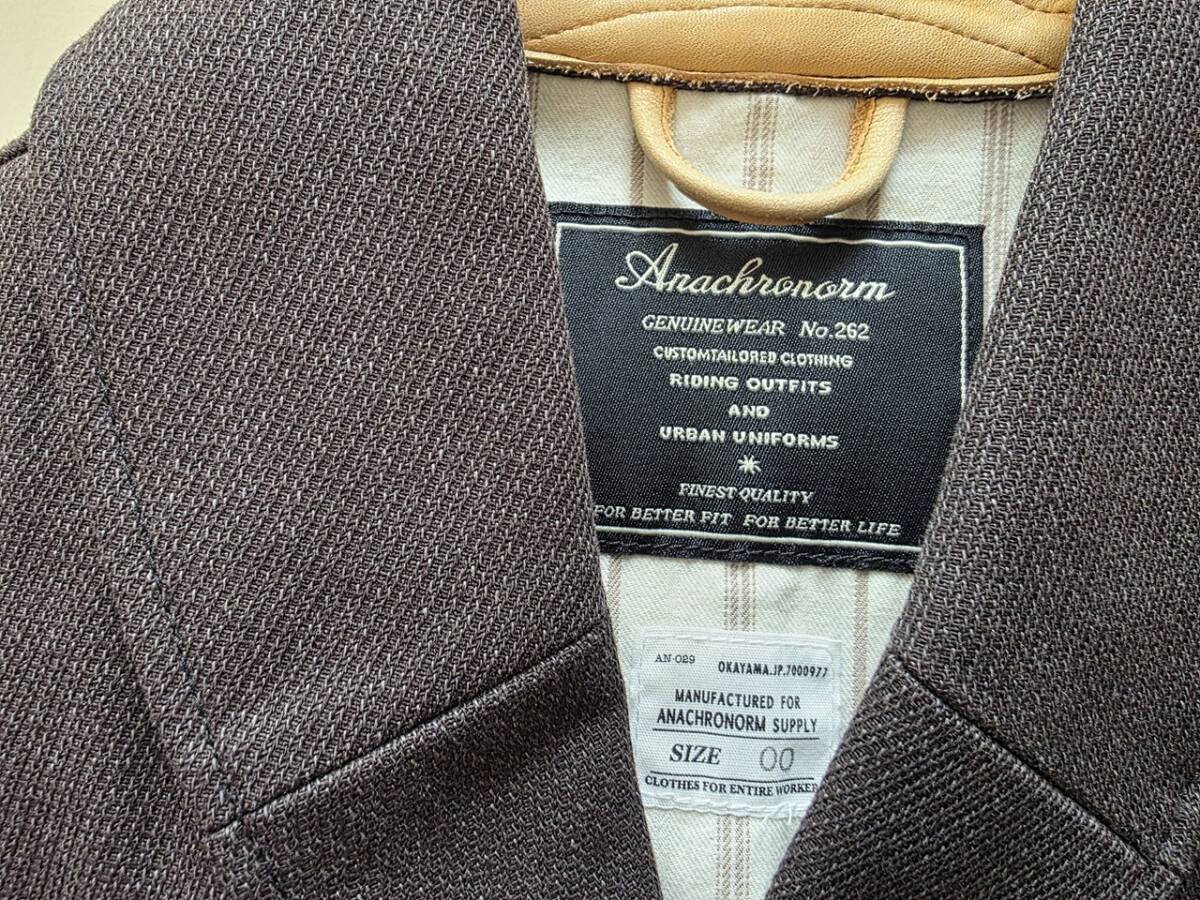 Anachronorm
GENUINE WEAR No.262
CUSTOMTAILORED CLOTHING
RIDING OUTFITS
AND
URBAN UNIFORMS
FINEST QUALITY
FOR BETTER FIT FOR BETTER LIFE
AN-029 OKAYAMA.JP.7000977
MANUFACTURED FOR
ANACHRONORM SUPPLY
SIZE 00
CLOTHES FOR ENTIRE WORKER